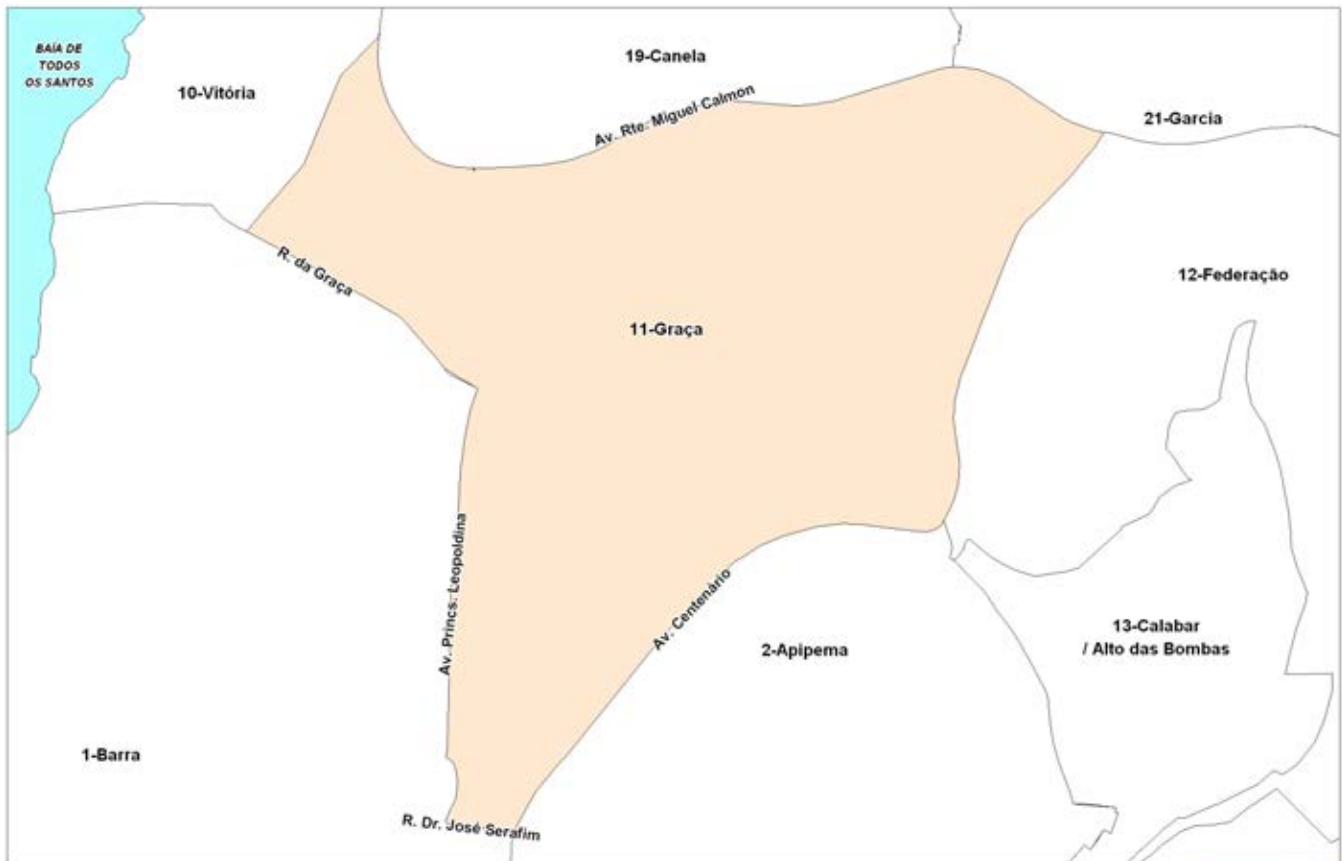 BAÍA DE
TODOS
OS SANTOS
10-Vitória
19-Canela
Av. Rte. Miguel Calmon
21-Garcia
R. da Graça
12-Federação
11-Graça
Av. Princs. Leopoldina
Av. Centenário
2-Apipema
13-Calabar
/ Alto das Bombas
1-Barra
R. Dr. José Serafim